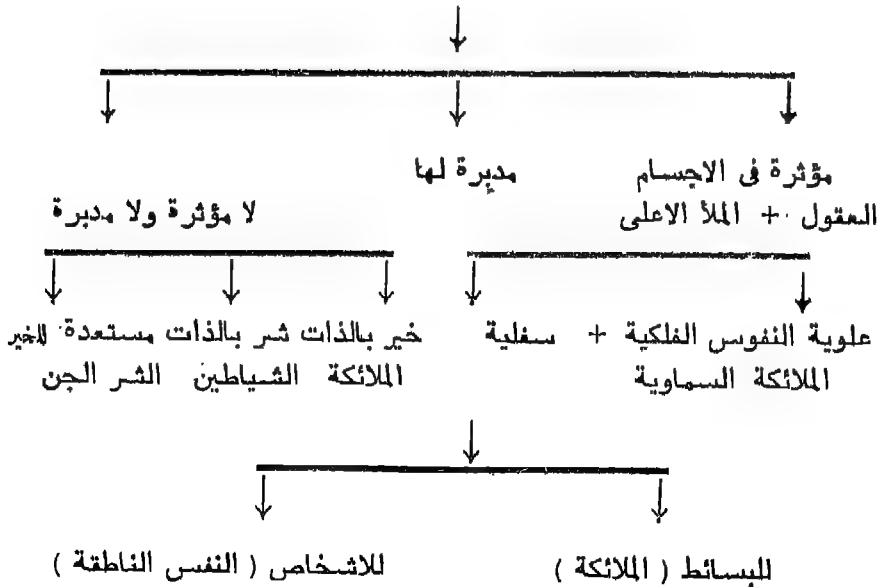 مؤثرة فى الاجسام
العقول + الملأ الاعلى
مدبرة لها
لا مؤثرة ولا مدبرة
علوية النفوس الفلكية + سفلية
الملائكة السماوية
خير بالذات شر بالذات مستعدة للخير
الملائكة الشياطين الشر الجن
للبسائط ( الملائكة )
للاشخاص ( النفس الناطقة )